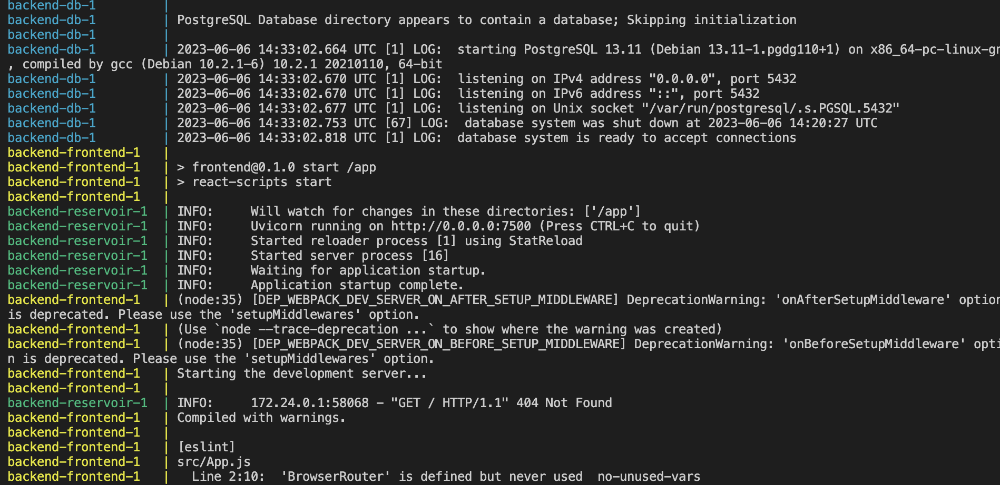 backend-db-1 |
backend-db-1 | PostgreSQL Database directory appears to contain a database; Skipping initialization
backend-db-1 |
backend-db-1 | 2023-06-06 14:33:02.664 UTC [1] LOG:  starting PostgreSQL 13.11 (Debian 13.11-1.pgdg110+1) on x86_64-pc-linux-gn
, compiled by gcc (Debian 10.2.1-6) 10.2.1 20210110, 64-bit
backend-db-1 | 2023-06-06 14:33:02.670 UTC [1] LOG:  listening on IPv4 address "0.0.0.0", port 5432
backend-db-1 | 2023-06-06 14:33:02.670 UTC [1] LOG:  listening on IPv6 address "::", port 5432
backend-db-1 | 2023-06-06 14:33:02.677 UTC [1] LOG:  listening on Unix socket "/var/run/postgresql/.s.PGSQL.5432"
backend-db-1 | 2023-06-06 14:33:02.753 UTC [67] LOG:  database system was shut down at 2023-06-06 14:20:27 UTC
backend-db-1 | 2023-06-06 14:33:02.818 UTC [1] LOG:  database system is ready to accept connections
backend-frontend-1 |
backend-frontend-1 | > frontend@0.1.0 start /app
backend-frontend-1 | > react-scripts start
backend-frontend-1 |
backend-reservoir-1 | INFO:     Will watch for changes in these directories: ['/app']
backend-reservoir-1 | INFO:     Uvicorn running on http://0.0.0.0:7500 (Press CTRL+C to quit)
backend-reservoir-1 | INFO:     Started reloader process [1] using StatReload
backend-reservoir-1 | INFO:     Started server process [16]
backend-reservoir-1 | INFO:     Waiting for application startup.
backend-reservoir-1 | INFO:     Application startup complete.
backend-frontend-1 | (node:35) [DEP_WEBPACK_DEV_SERVER_ON_AFTER_SETUP_MIDDLEWARE] DeprecationWarning: 'onAfterSetupMiddleware' option
is deprecated. Please use the 'setupMiddlewares' option.
backend-frontend-1 | (Use `node --trace-deprecation ...` to show where the warning was created)
backend-frontend-1 | (node:35) [DEP_WEBPACK_DEV_SERVER_ON_BEFORE_SETUP_MIDDLEWARE] DeprecationWarning: 'onBeforeSetupMiddleware' opti
n is deprecated. Please use the 'setupMiddlewares' option.
backend-frontend-1 | Starting the development server...
backend-frontend-1 |
backend-reservoir-1 | INFO:     172.24.0.1:58068 - "GET / HTTP/1.1" 404 Not Found
backend-frontend-1 | Compiled with warnings.
backend-frontend-1 |
backend-frontend-1 | [eslint]
backend-frontend-1 | src/App.js
backend-frontend-1 |   Line 2:10:  'BrowserRouter' is defined but never used  no-unused-vars